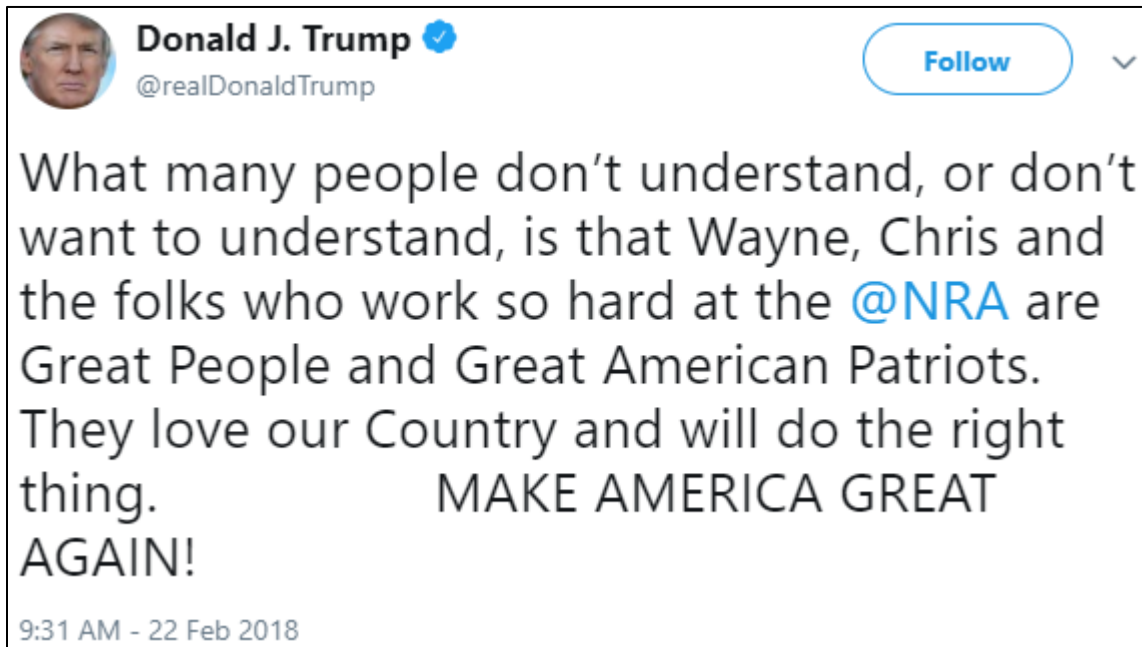 Donald J. Trump
@realDonaldTrump
Follow
What many people don’t understand, or don’t
want to understand, is that Wayne, Chris and
the folks who work so hard at the @NRA are
Great People and Great American Patriots.
They love our Country and will do the right
thing. MAKE AMERICA GREAT
AGAIN!
9:31 AM - 22 Feb 2018